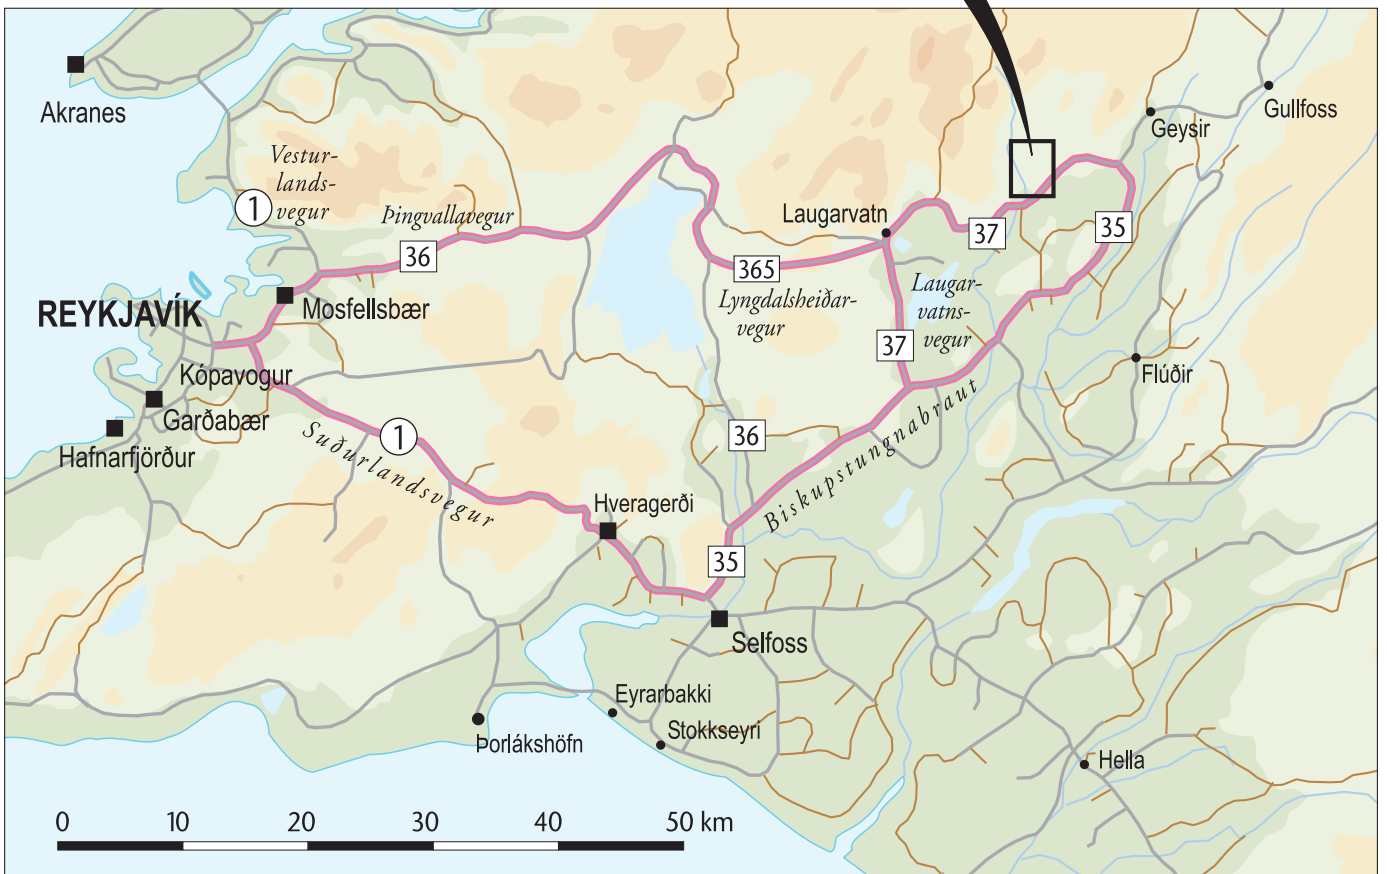 Akranes
Gullfoss
Geysir
Vestur-
lands-
vegur
1
Þingvallavegur
36
Laugarvatn
37
35
365
Lyngdalsheiðar-
vegur
Laugar-
vatns-
vegur
37
REYKJAVÍK
Mosfellsbær
Kópavogur
Garðabær
Hafnarfjörður
Flúðir
1
Suðurlandsvegur
36
Biskupstungnabraut
Hveragerði
35
Selfoss
Eyrarbakki
Stokkseyri
Þorlákshöfn
Hella
0 10 20 30 40 50 km